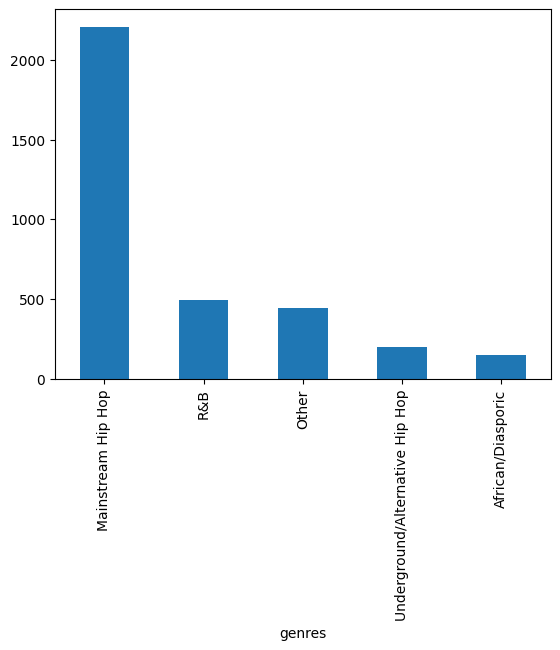 2000
1500
1000
500
0
Mainstream Hip Hop
R&B
Other
Underground/Alternative Hip Hop
African/Diasporic
genres